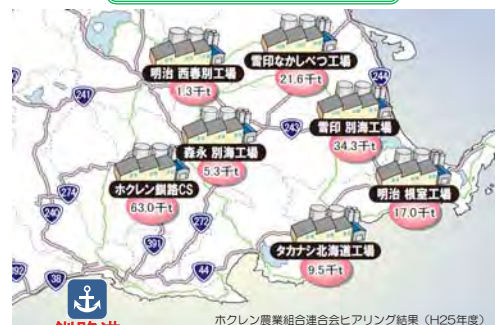 雪印なかしべつ工場
21.6千t
明治 西春別工場
1.3千t
244
241
243
雪印 別海工場
34.3千t
森永 別海工場
5.3千t
ホクレン釧路CS
63.0千t
明治 根室工場
17.0千t
274
240
272
391
タカナシ北海道工場
9.5千t
44
392
38
釧路港
ホクレン農業組合連合会ヒアリング結果（H25年度）